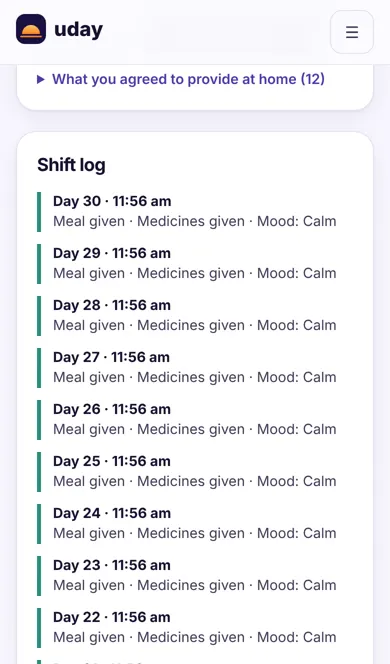 uday
☰
▶ What you agreed to provide at home (12)
Shift log
Day 30 · 11:56 am
Meal given · Medicines given · Mood: Calm
Day 29 · 11:56 am
Meal given · Medicines given · Mood: Calm
Day 28 · 11:56 am
Meal given · Medicines given · Mood: Calm
Day 27 · 11:56 am
Meal given · Medicines given · Mood: Calm
Day 26 · 11:56 am
Meal given · Medicines given · Mood: Calm
Day 25 · 11:56 am
Meal given · Medicines given · Mood: Calm
Day 24 · 11:56 am
Meal given · Medicines given · Mood: Calm
Day 23 · 11:56 am
Meal given · Medicines given · Mood: Calm
Day 22 · 11:56 am
Meal given · Medicines given · Mood: Calm